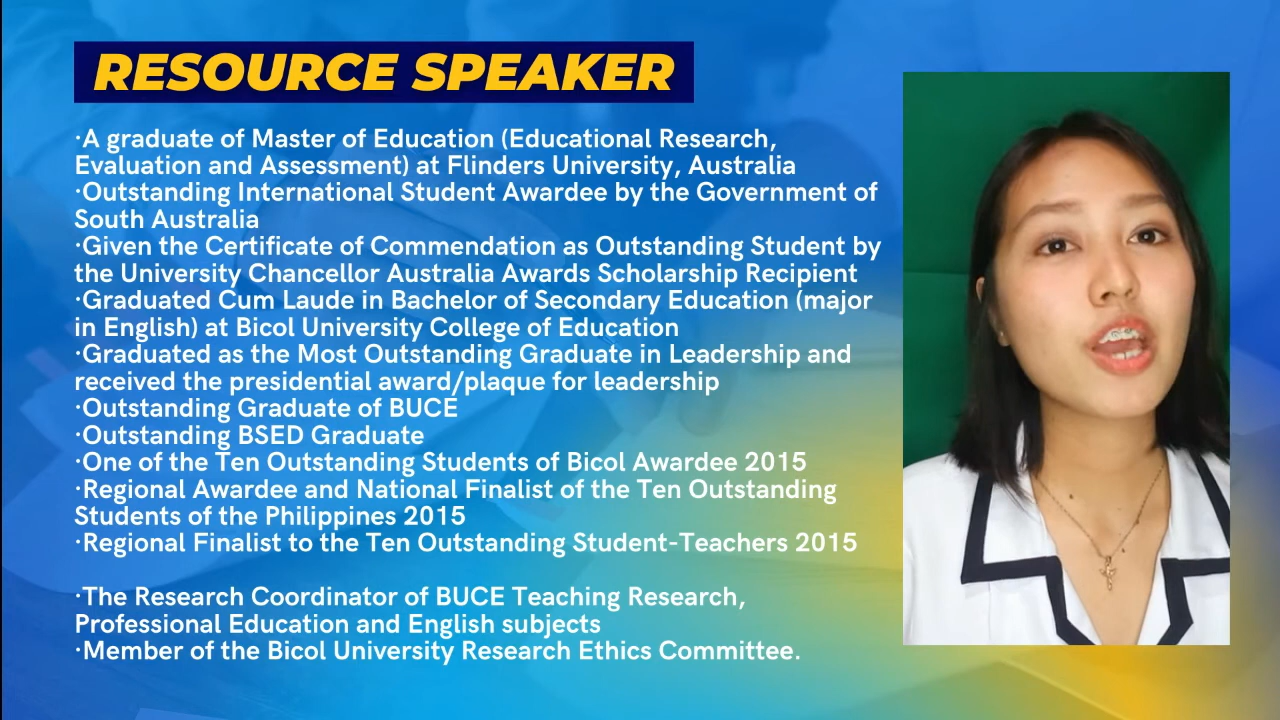 RESOURCE SPEAKER
·A graduate of Master of Education (Educational Research,
Evaluation and Assessment) at Flinders University, Australia
·Outstanding International Student Awardee by the Government of
South Australia
·Given the Certificate of Commendation as Outstanding Student by
the University Chancellor Australia Awards Scholarship Recipient
·Graduated Cum Laude in Bachelor of Secondary Education (major
in English) at Bicol University College of Education
·Graduated as the Most Outstanding Graduate in Leadership and
received the presidential award/plaque for leadership
·Outstanding Graduate of BUCE
·Outstanding BSED Graduate
·One of the Ten Outstanding Students of Bicol Awardee 2015
·Regional Awardee and National Finalist of the Ten Outstanding
Students of the Philippines 2015
·Regional Finalist to the Ten Outstanding Student-Teachers 2015
·The Research Coordinator of BUCE Teaching Research,
Professional Education and English subjects
·Member of the Bicol University Research Ethics Committee.